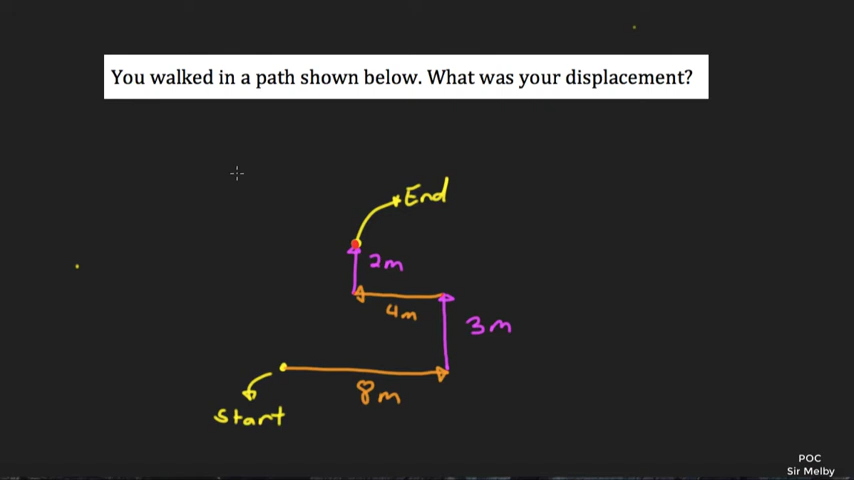 You walked in a path shown below. What was your displacement?
End
2m
4m
3m
8m
Start
POC
Sir Melby